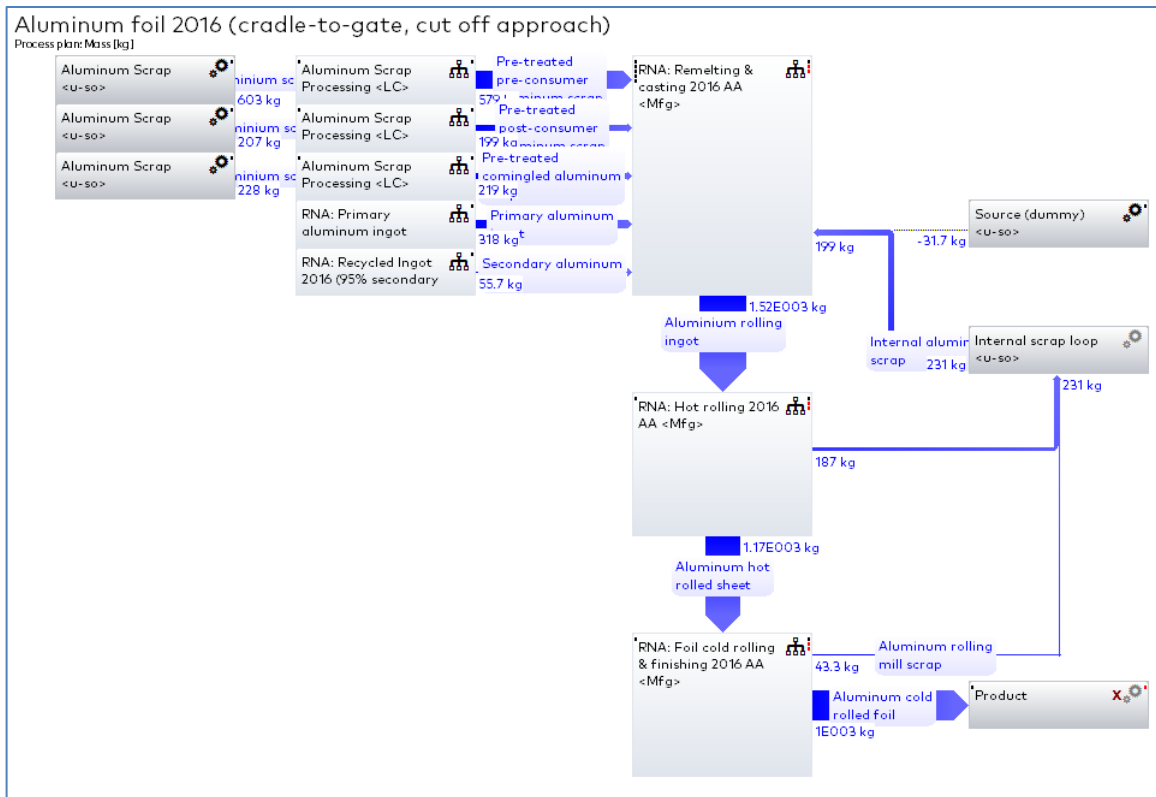 Aluminum foil 2016 (cradle-to-gate, cut off approach)
Process plan: Mass [kg]
Aluminum Scrap
<u-so>
603 kg
Aluminum Scrap
Processing <LC>
579
Pre-treated
pre-consumer
Aluminum Scrap
<u-so>
207 kg
Aluminum Scrap
Processing <LC>
199 kg
Pre-treated
post-consumer
Aluminum Scrap
<u-so>
228 kg
Aluminum Scrap
Processing <LC>
219 kg
Pre-treated
comingled aluminum
RNA: Primary
aluminum ingot
318 kg
Primary aluminum
RNA: Recycled Ingot
2016 (95% secondary
55.7 kg
Secondary aluminum
RNA: Remelting &
casting 2016 AA
<Mfg>
199 kg
-31.7 kg
Source (dummy)
<u-so>
1.52E003 kg
Aluminium rolling
ingot
Internal
scrap
231 kg
Internal scrap loop
<u-so>
231 kg
RNA: Hot rolling 2016
AA <Mfg>
187 kg
1.17E003 kg
Aluminum hot
rolled sheet
RNA: Foil cold rolling
& finishing 2016 AA
<Mfg>
43.3 kg
Aluminum rolling
mill scrap
Aluminum cold
rolled foil
1E003 kg
Product